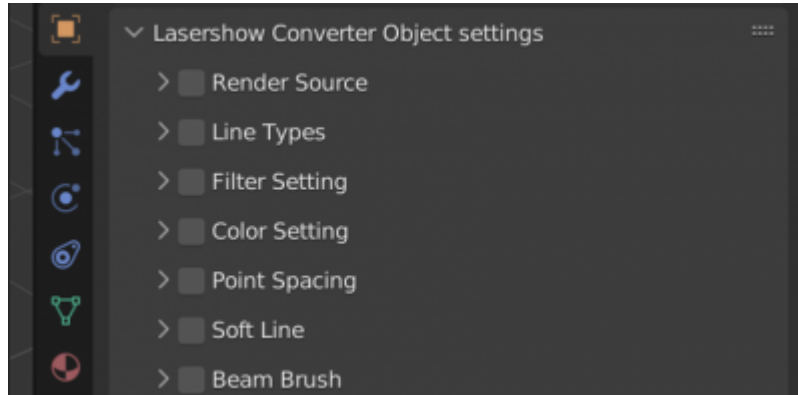 Lasershow Converter Object settings
Render Source
Line Types
Filter Setting
Color Setting
Point Spacing
Soft Line
Beam Brush